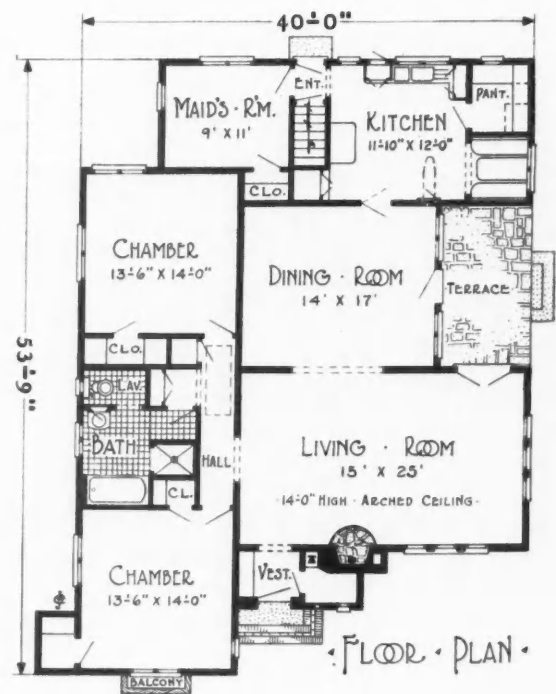 40'-0"
ENT.
MAID'S · R'M.
9' X 11'
KITCHEN
11'-10" X 12'-0"
PANT.
CLO.
CHAMBER
13'-6" X 14'-0"
DINING · ROOM
14' X 17'
TERRACE
53'-9"
CLO.
LAV.
BATH
HALL
LIVING · ROOM
15' X 25'
·14'-0" HIGH · ARCHED CEILING·
CL.
CHAMBER
13'-6" X 14'-0"
VEST.
· FLOOR · PLAN ·
BALCONY